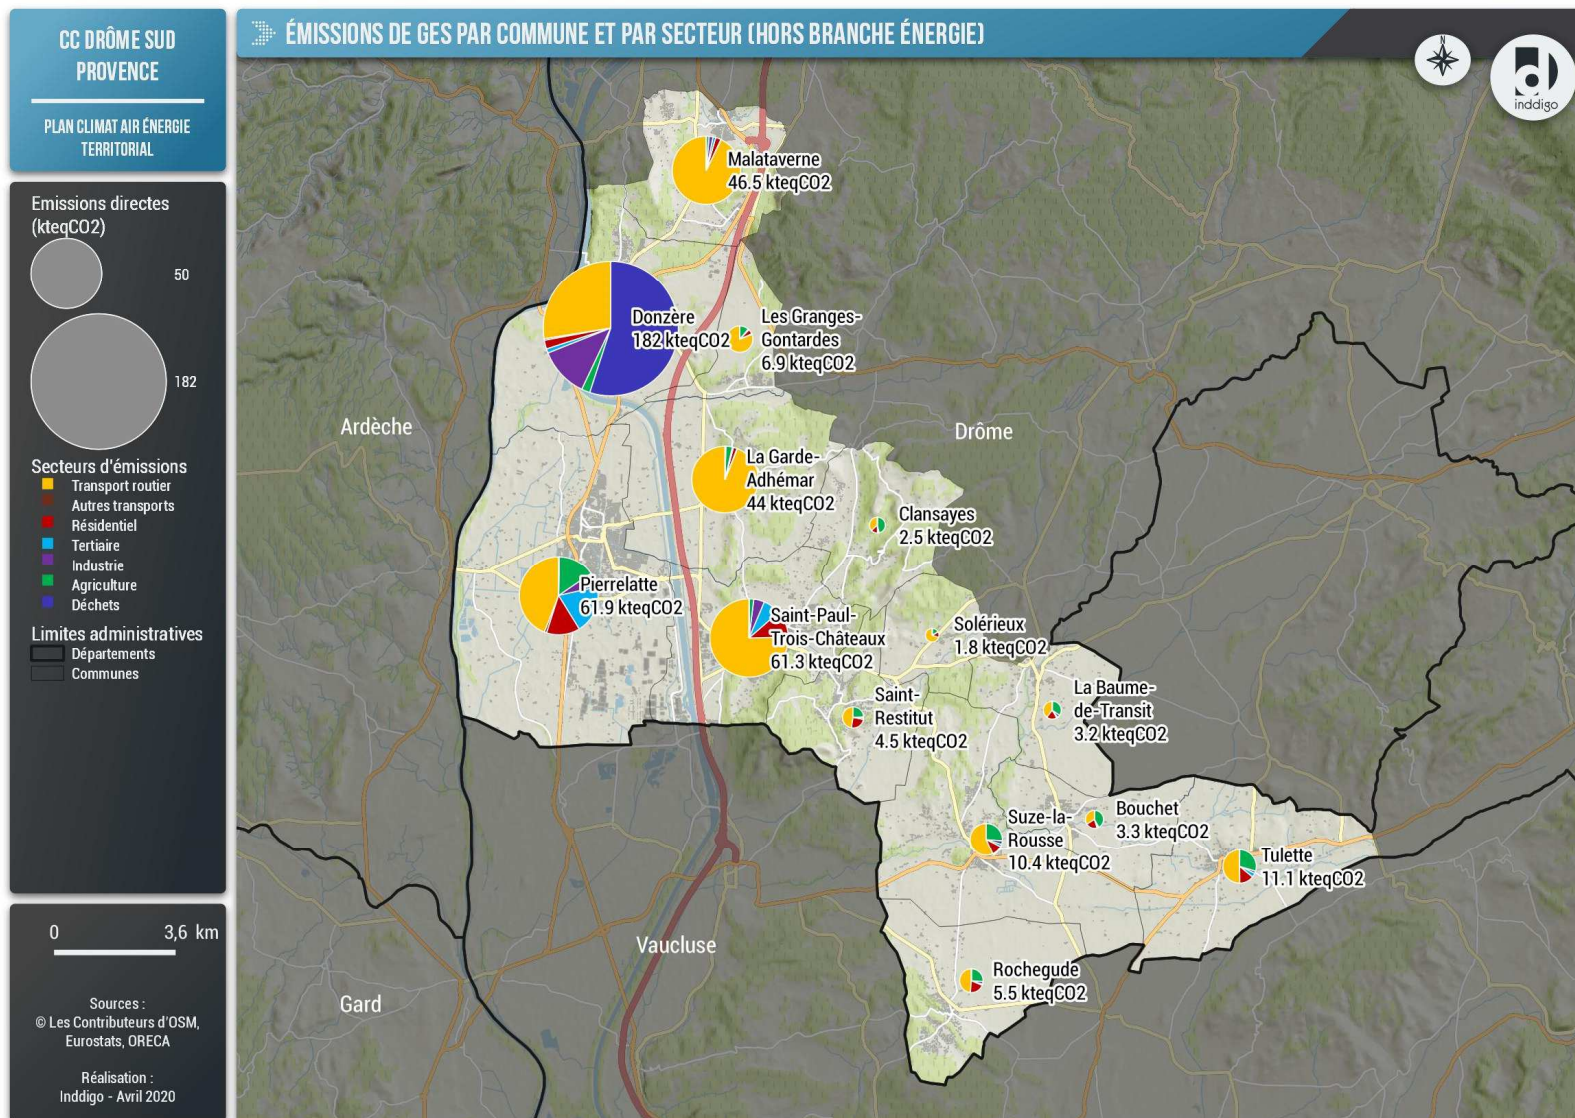 CC DRÔME SUD
PROVENCE
PLAN CLIMAT AIR ÉNERGIE
TERRITORIAL
ÉMISSIONS DE GES PAR COMMUNE ET PAR SECTEUR (HORS BRANCHE ÉNERGIE)
N
inddigo
Emissions directes
(kteqCO2)
50
182
Secteurs d'émissions
Transport routier
Autres transports
Résidentiel
Tertiaire
Industrie
Agriculture
Déchets
Limites administratives
Départements
Communes
0 3,6 km
Sources :
© Les Contributeurs d'OSM,
Eurostats, ORECA
Réalisation :
Inddigo - Avril 2020
Malataverne
46.5 kteqCO2
Donzère
182 kteqCO2
Les Granges-
Gontardes
6.9 kteqCO2
Ardèche
Drôme
La Garde-
Adhémar
44 kteqCO2
Clansayes
2.5 kteqCO2
Pierrelatte
61.9 kteqCO2
Saint-Paul-
Trois-Châteaux
61.3 kteqCO2
Solérieux
1.8 kteqCO2
Saint-
Restitut
4.5 kteqCO2
La Baume-
de-Transit
3.2 kteqCO2
Suze-la-
Rousse
10.4 kteqCO2
Bouchet
3.3 kteqCO2
Tulette
11.1 kteqCO2
Vaucluse
Rochegude
5.5 kteqCO2
Gard